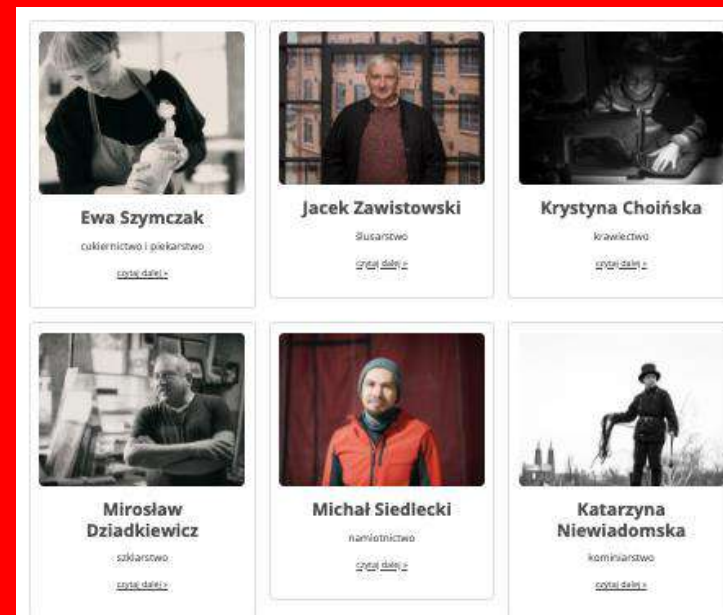 Ewa Szymczak
cukiernictwo i piekarstwo
czytaj dalej »
Jacek Zawistowski
ślusarstwo
czytaj dalej »
Krystyna Choińska
krawiectwo
czytaj dalej »
Mirosław
Dziadkiewicz
szklarstwo
czytaj dalej »
Michał Siedlecki
namiotnictwo
czytaj dalej »
Katarzyna
Niewiadomska
kominiarstwo
czytaj dalej »